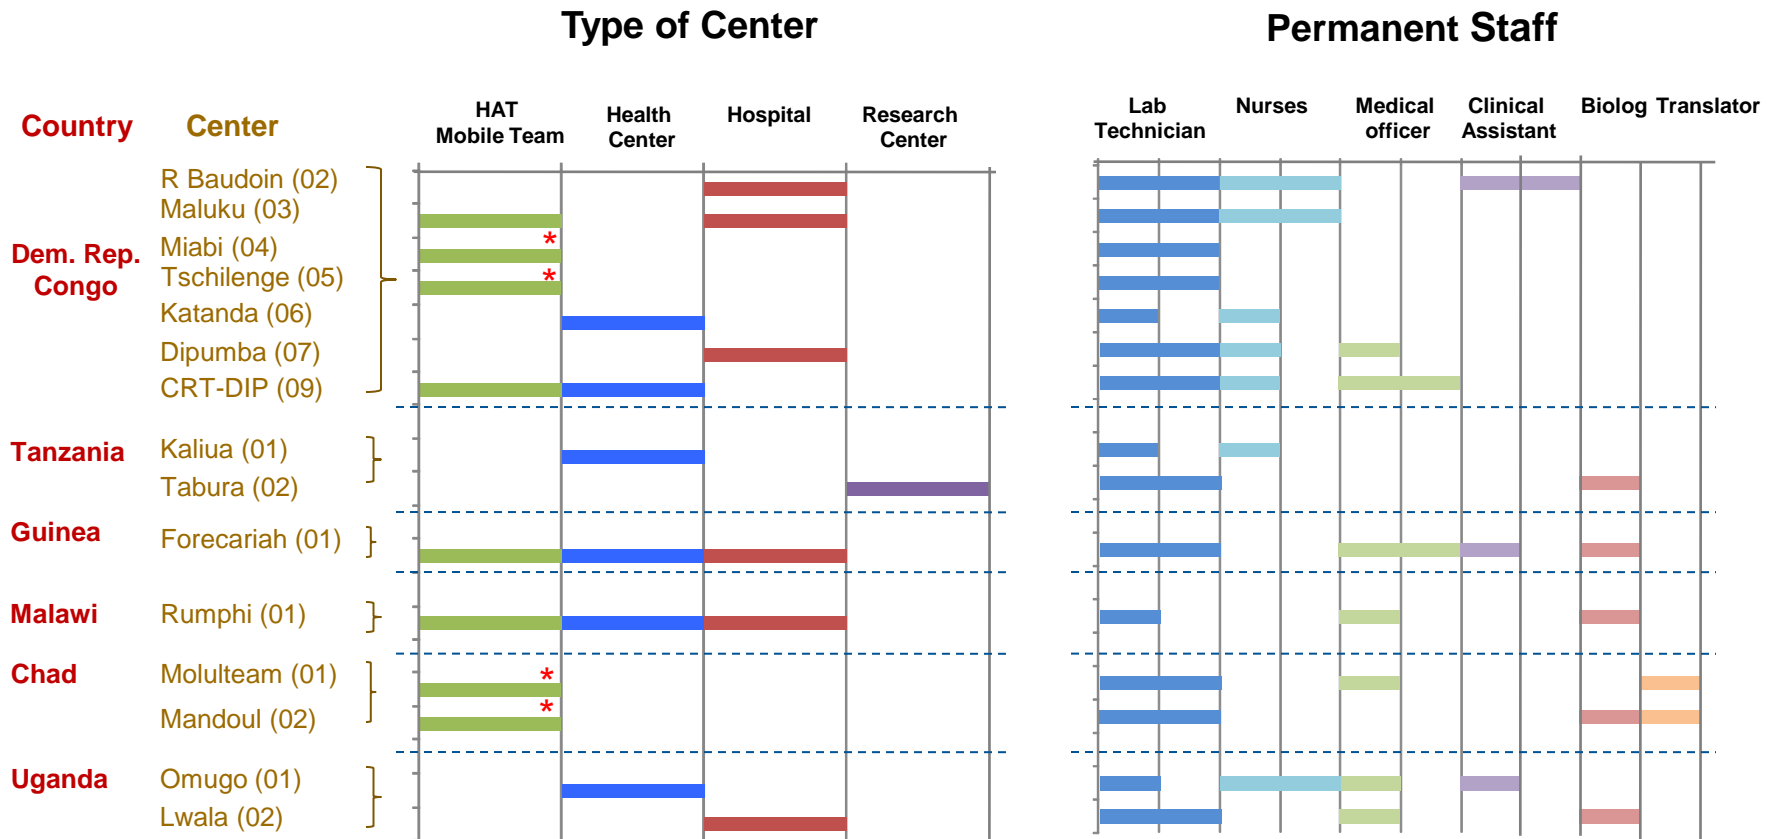 Type of Center
Permanent Staff
Country
Center
HAT
Mobile Team
Health
Center
Hospital
Research
Center
Lab
Technician
Nurses
Medical
officer
Clinical
Assistant
Biolog
Translator
Dem. Rep.
Congo
R Baudoin (02)
Maluku (03)
*
Miabi (04)
*
Tschilenge (05)
Katanda (06)
Dipumba (07)
CRT-DIP (09)
Tanzania
Kaliua (01)
Tabura (02)
Guinea
Forecariah (01)
Malawi
Rumphi (01)
Chad
Molulteam (01)
*
Mandoul (02)
*
Uganda
Omugo (01)
Lwala (02)